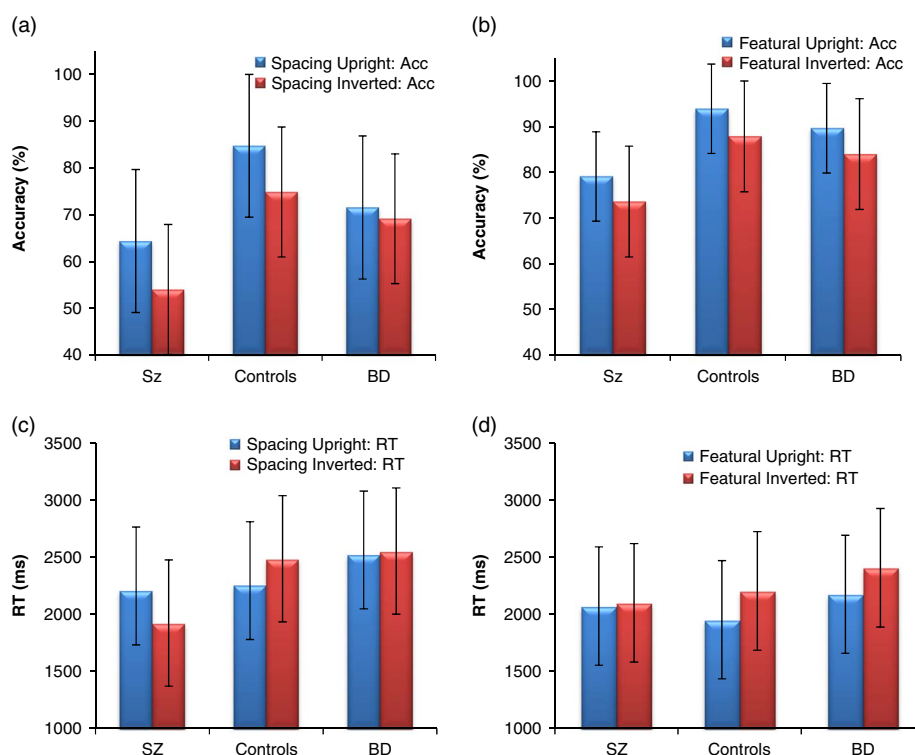 (a)
Spacing Upright: Acc
Spacing Inverted: Acc
Accuracy (%)
100
90
80
70
60
50
40
Sz
Controls
BD
(b)
Featural Upright: Acc
Featural Inverted: Acc
Accuracy (%)
100
90
80
70
60
50
40
Sz
Controls
BD
(c)
Spacing Upright: RT
Spacing Inverted: RT
RT (ms)
3500
3000
2500
2000
1500
1000
SZ
Controls
BD
(d)
Featural Upright: RT
Featural Inverted: RT
RT (ms)
3500
3000
2500
2000
1500
1000
SZ
Controls
BD